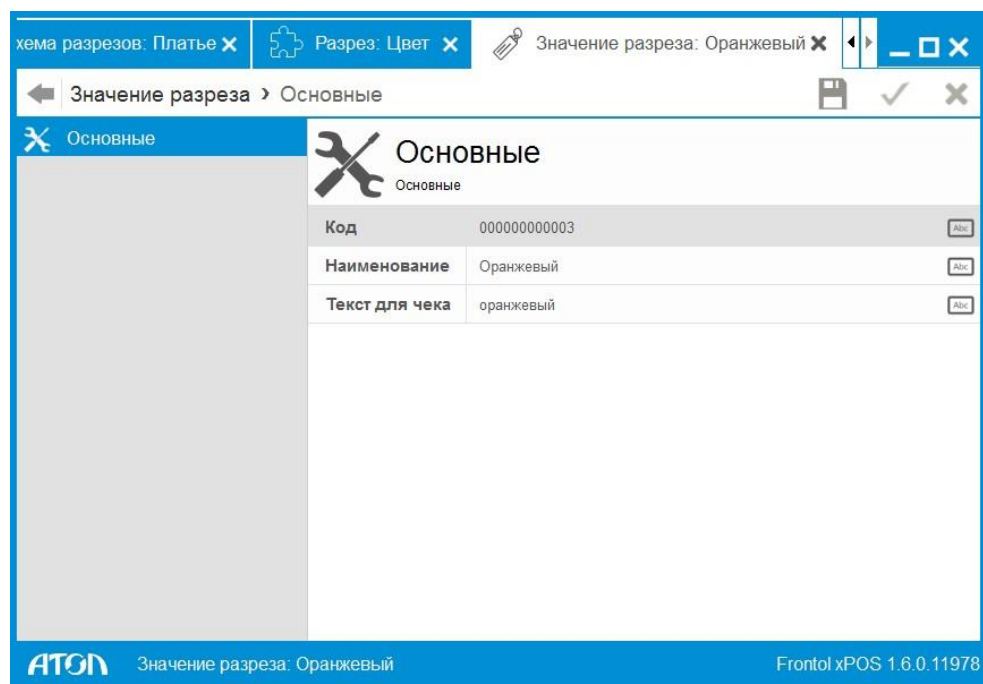 хема разрезов: Платье Разрез: Цвет Значение разреза: Оранжевый
Значение разреза › Основные
Основные
Основные
Основные
Код 000000000003 Abc
Наименование Оранжевый Abc
Текст для чека оранжевый Abc
АТОЛ Значение разреза: Оранжевый Frontol xPOS 1.6.0.11978